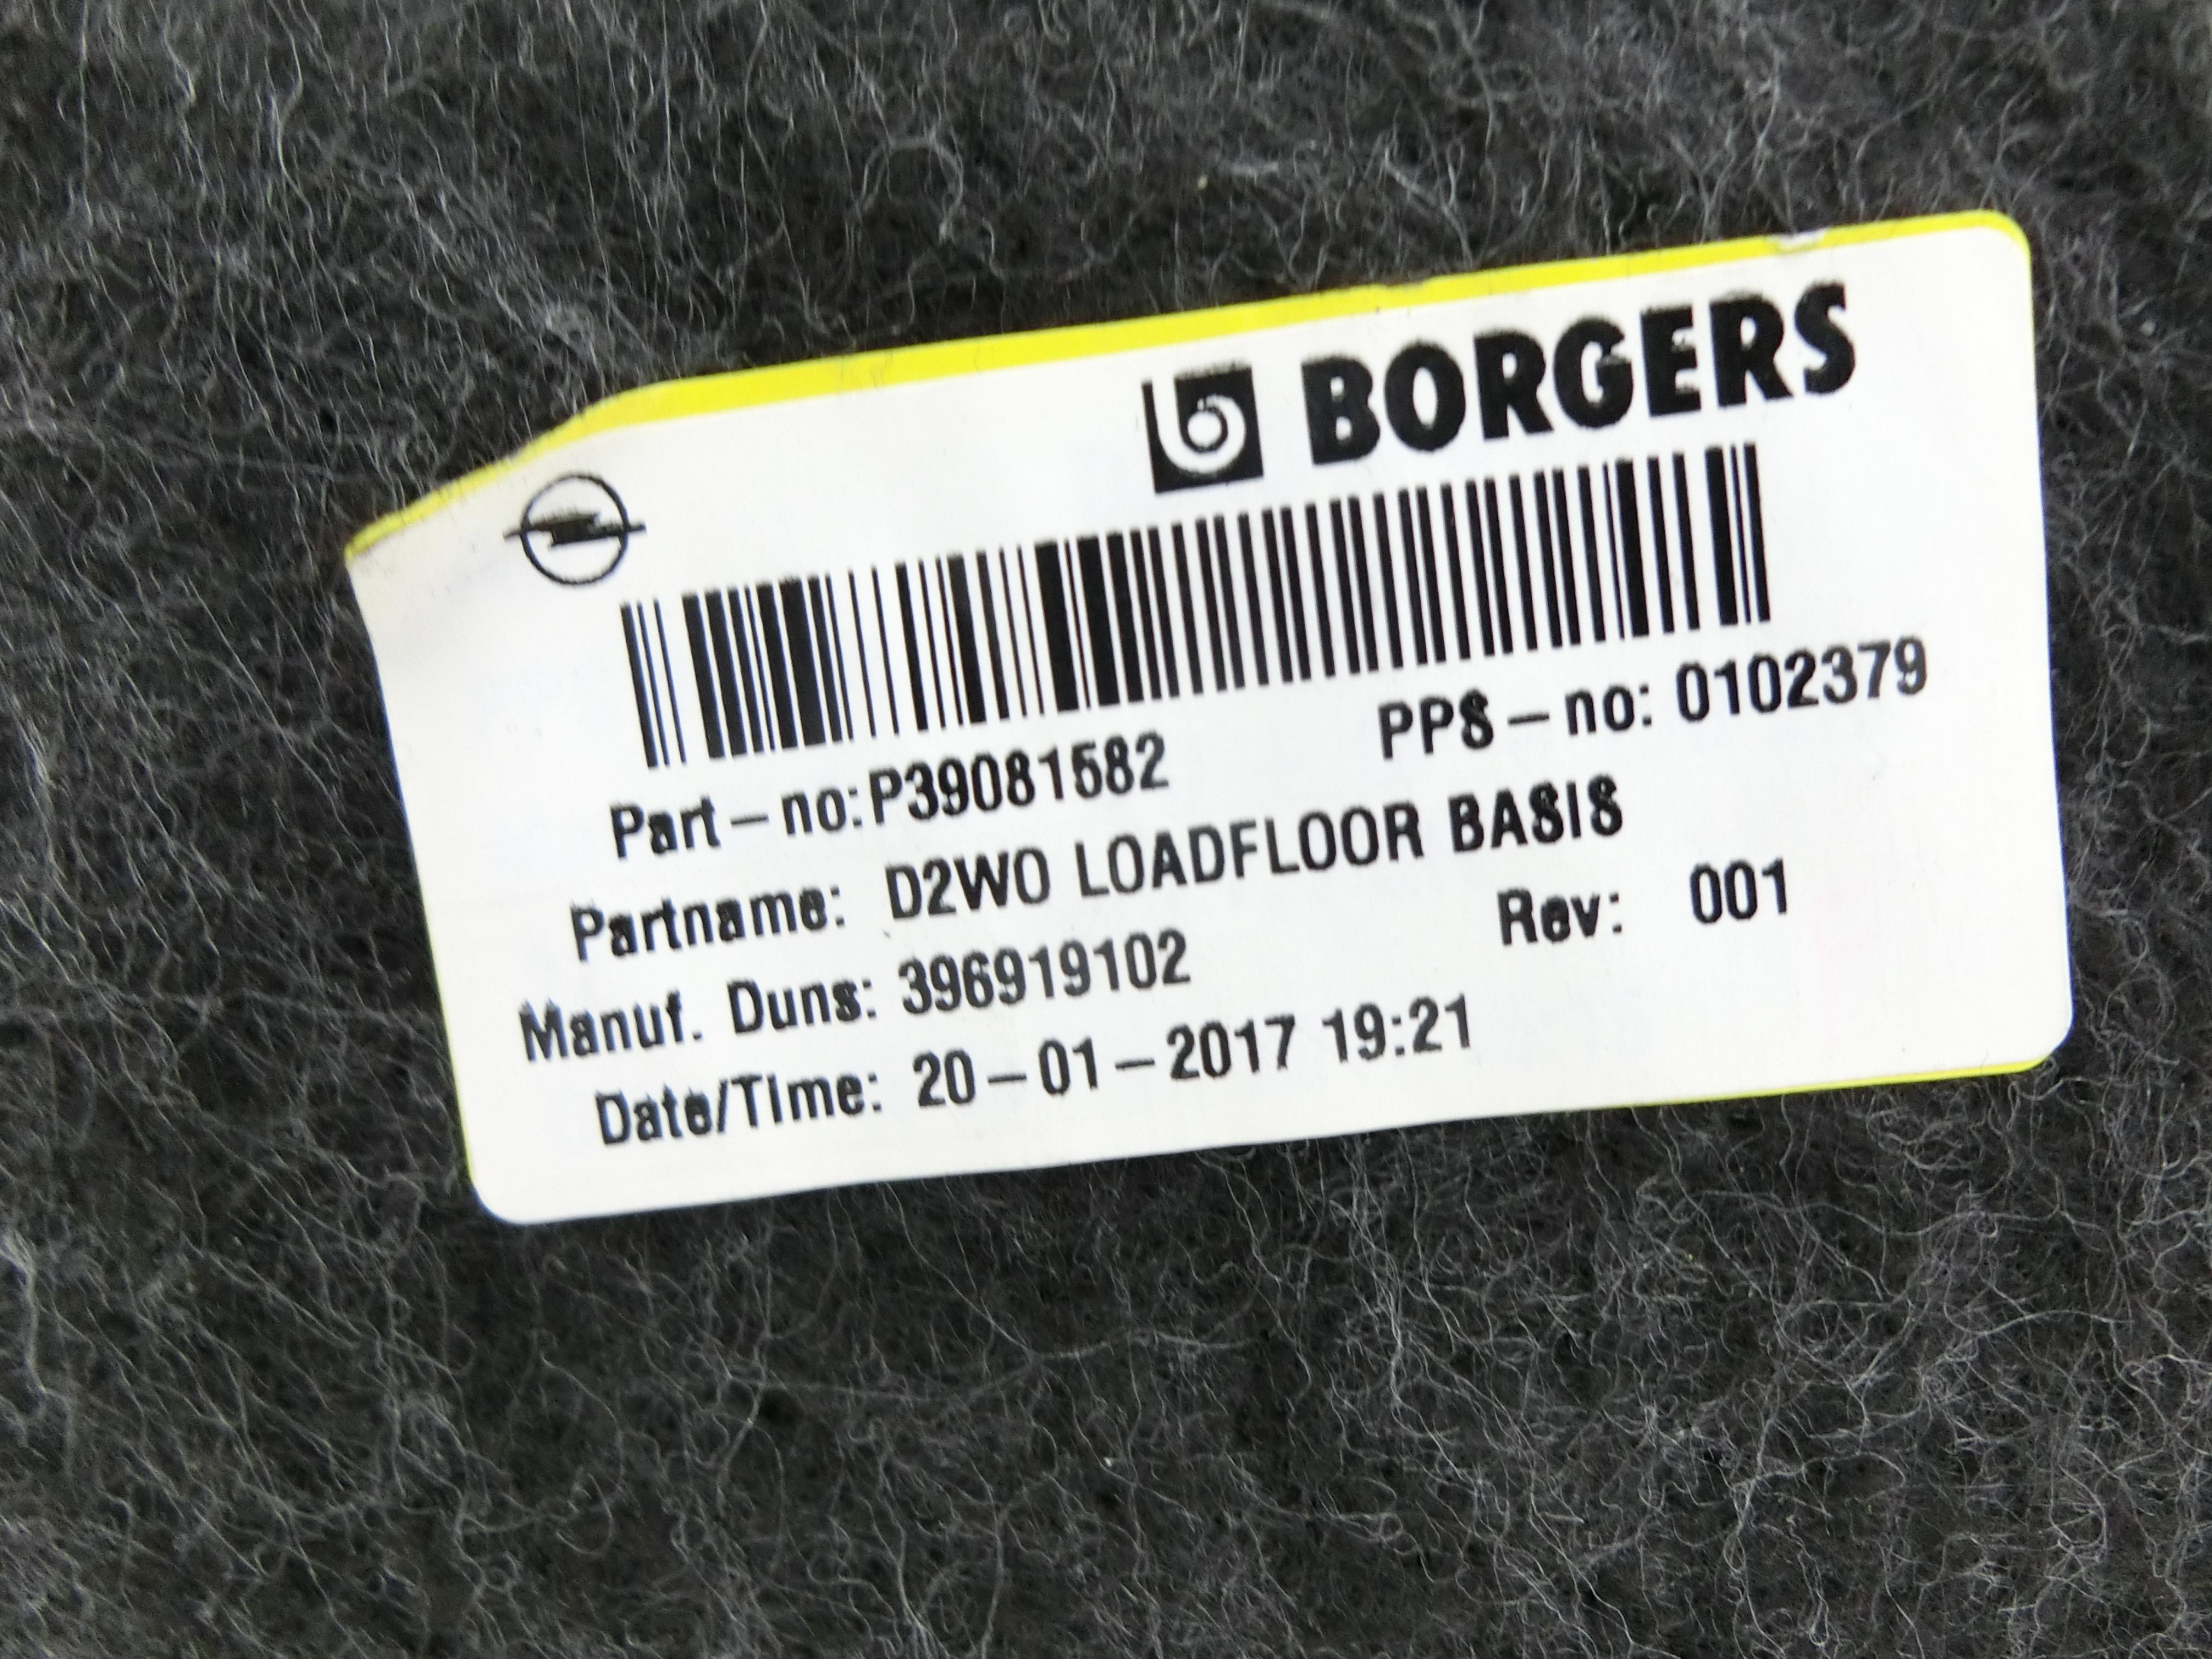 BORGERS
Part-no:P39081582
PPS-no: 0102379
Partname: D2WO LOADFLOOR BASIS
Manuf. Duns: 396919102
Rev: 001
Date/Time: 20-01-2017 19:21